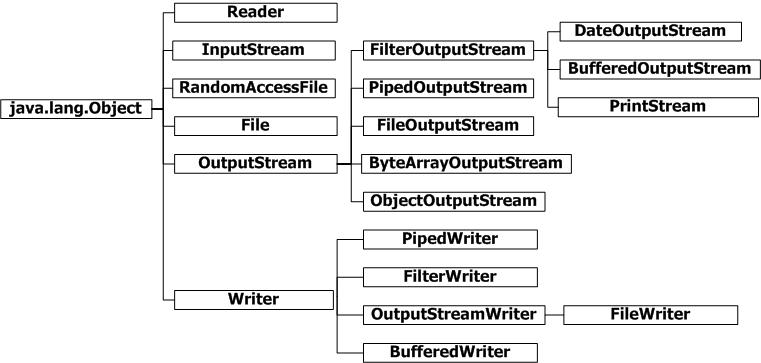 java.lang.Object
Reader
InputStream
RandomAccessFile
File
OutputStream
Writer
FilterOutputStream
PipedOutputStream
FileOutputStream
ByteArrayOutputStream
ObjectOutputStream
PipedWriter
FilterWriter
OutputStreamWriter
BufferedWriter
DateOutputStream
BufferedOutputStream
PrintStream
FileWriter